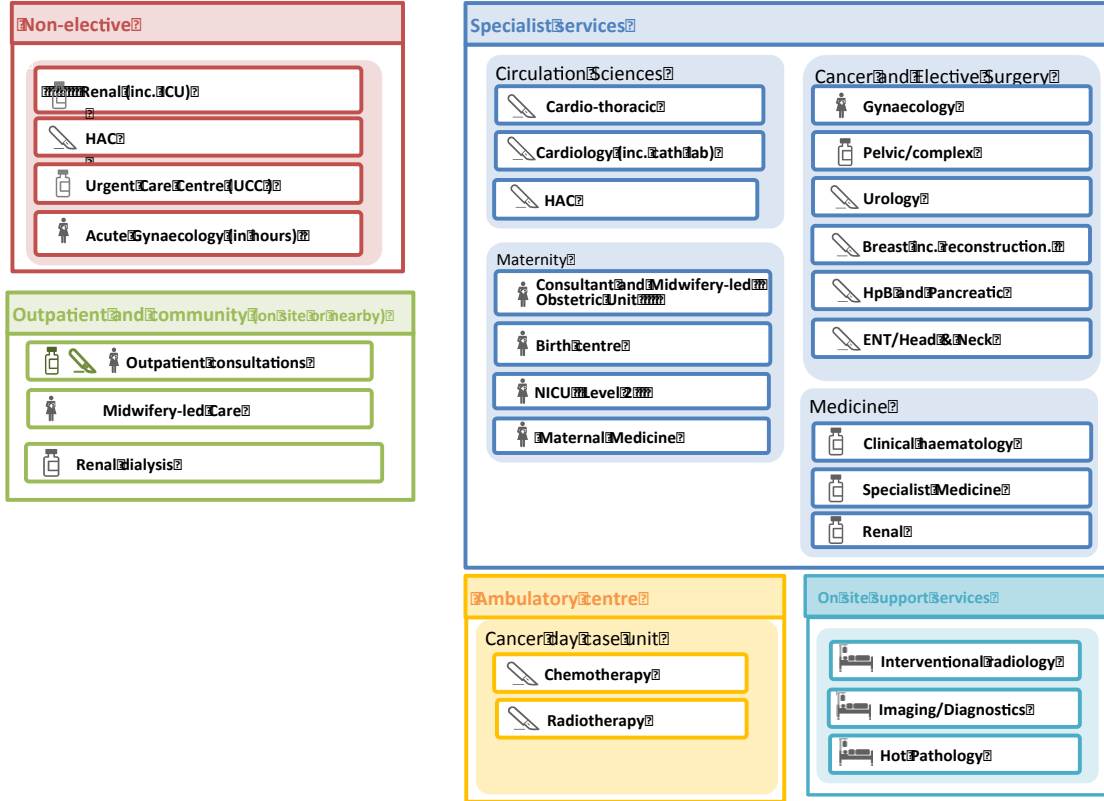 Non-elective
Renal (inc. ICU)
HAC
Urgent Care Centre (UCC)
Acute Gynaecology (in hours)
Outpatient and community (on site or nearby)
Outpatient consultations
Midwifery-led Care
Renal dialysis
Specialist services
Circulation Sciences
Cardio-thoracic
Cardiology (inc. cath lab)
HAC
Maternity
Consultant and Midwifery-led
Obstetric Unit
Birth centre
NICU Level 2
Maternal Medicine
Cancer and Elective Surgery
Gynaecology
Pelvic/complex
Urology
Breast inc. reconstruction.
HpB and Pancreatic
ENT/Head & Neck
Medicine
Clinical haematology
Specialist Medicine
Renal
Ambulatory centre
Cancer day case unit
Chemotherapy
Radiotherapy
On site support services
Interventional radiology
Imaging/Diagnostics
Hot Pathology